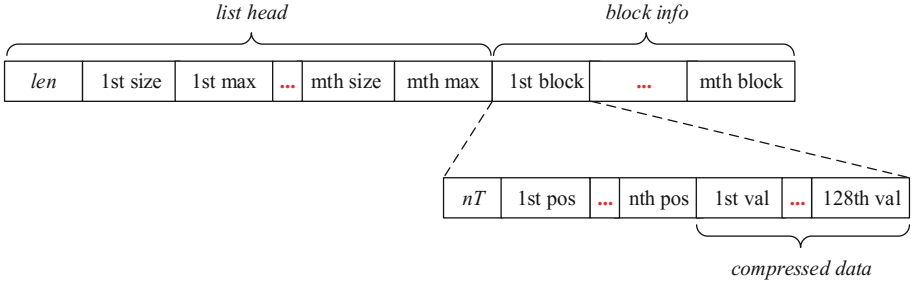 list head block info
len 1st size 1st max ... mth size mth max 1st block ... mth block
nT 1st pos ... nth pos 1st val ... 128th val
compressed data